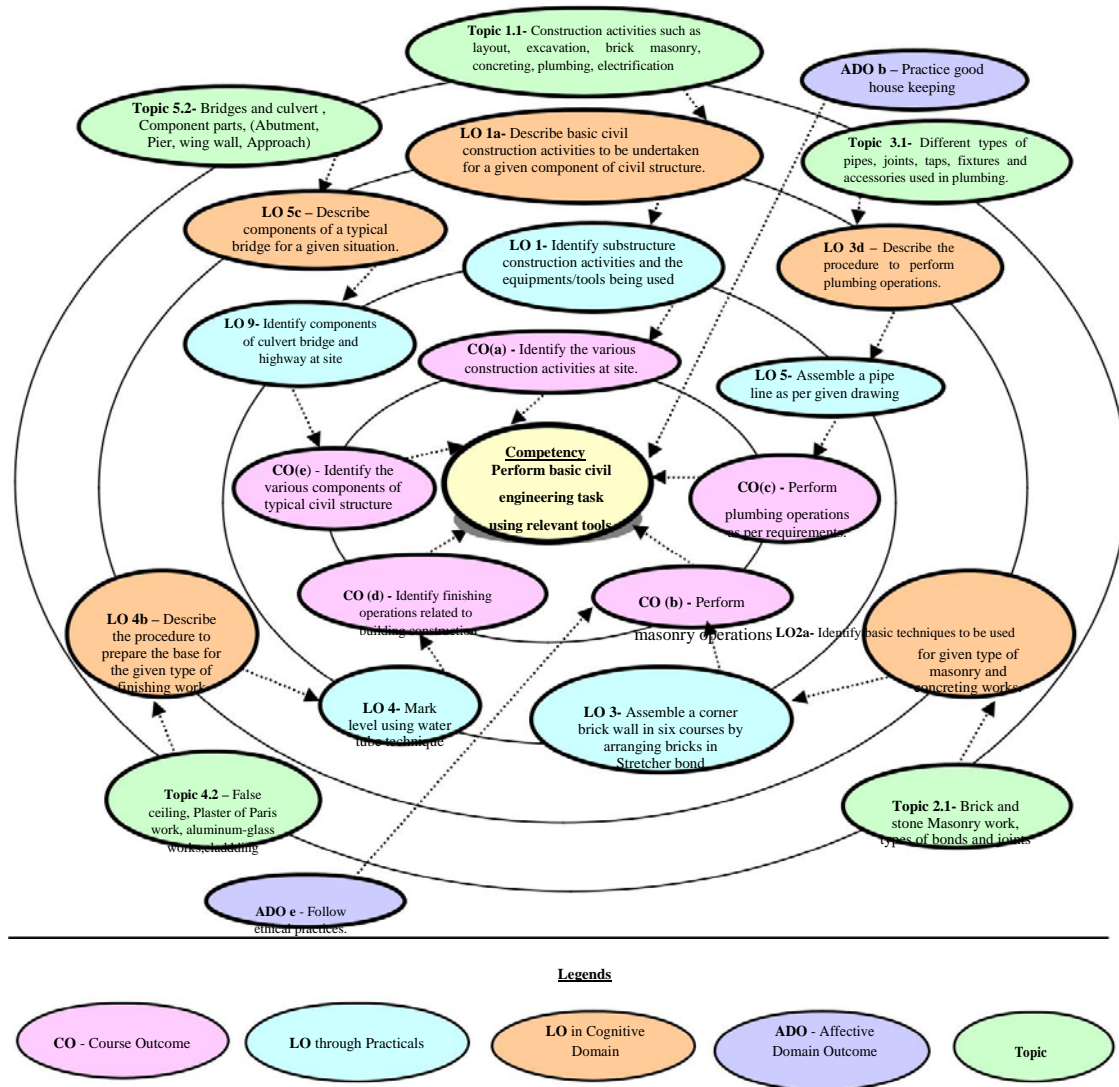 Topic 1.1- Construction activities such as
layout, excavation, brick masonry,
concreting, plumbing, electrification
ADO b – Practice good
house keeping
Topic 5.2- Bridges and culvert ,
Component parts, (Abutment,
Pier, wing wall, Approach)
LO 1a- Describe basic civil
construction activities to be undertaken
for a given component of civil structure.
Topic 3.1- Different types of
pipes, joints, taps, fixtures and
accessories used in plumbing.
LO 5c – Describe
components of a typical
bridge for a given situation.
LO 1- Identify substructure
construction activities and the
equipments/tools being used
LO 3d – Describe the
procedure to perform
plumbing operations.
LO 9- Identify components
of culvert bridge and
highway at site
CO(a) - Identify the various
construction activities at site.
LO 5- Assemble a pipe
line as per given drawing
Competency
Perform basic civil
engineering task
using relevant tools
CO(e) - Identify the
various components of
typical civil structure
CO(c) - Perform
plumbing operations
as per requirements.
CO (d) - Identify finishing
operations related to
building construction
CO (b) - Perform
masonry operations
LO 4b – Describe
the procedure to
prepare the base for
the given type of
finishing work
LO2a- Identify basic techniques to be used
for given type of
masonry and
concreting works.
LO 4- Mark
level using water
tube technique
LO 3- Assemble a corner
brick wall in six courses by
arranging bricks in
Stretcher bond
Topic 4.2 – False
ceiling, Plaster of Paris
work, aluminum-glass
works,claddding
Topic 2.1- Brick and
stone Masonry work,
types of bonds and joints
ADO e - Follow
ethical practices.
Legends
CO - Course Outcome
LO through Practicals
LO in Cognitive
Domain
ADO - Affective
Domain Outcome
Topic